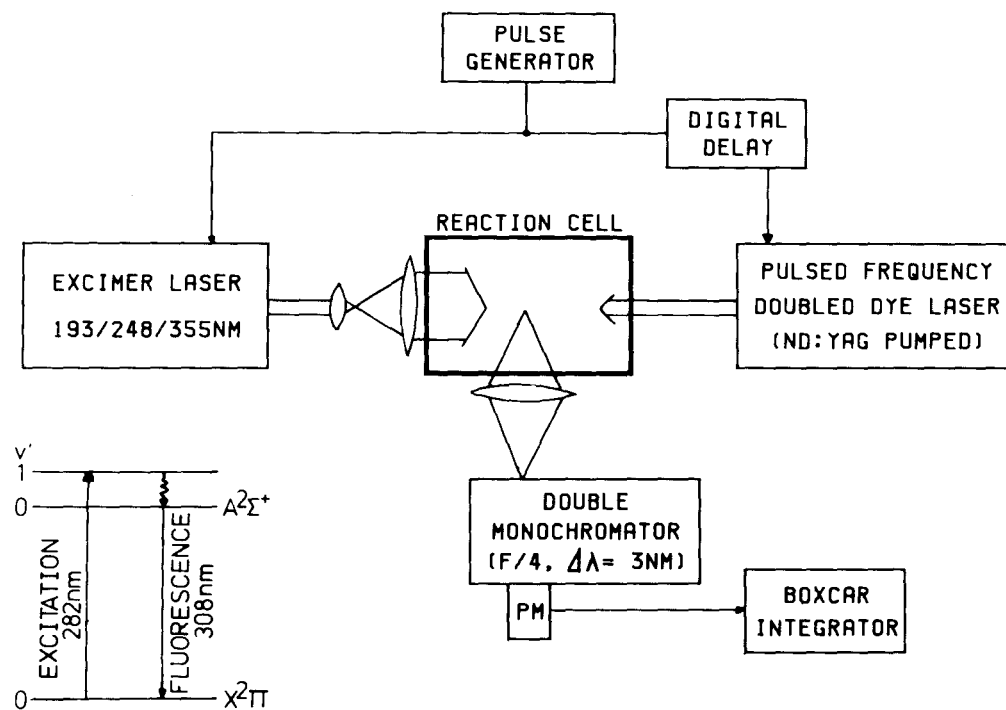 PULSE
GENERATOR
DIGITAL
DELAY
REACTION CELL
EXCIMER LASER
193/248/355NM
PULSED FREQUENCY
DOUBLED DYE LASER
(ND:YAG PUMPED)
DOUBLE
MONOCHROMATOR
(F/4, Δλ= 3NM)
PM
BOXCAR
INTEGRATOR
v'
1
0
A²Σ⁺
EXCITATION
282nm
FLUORESCENCE
308nm
0
X²Π